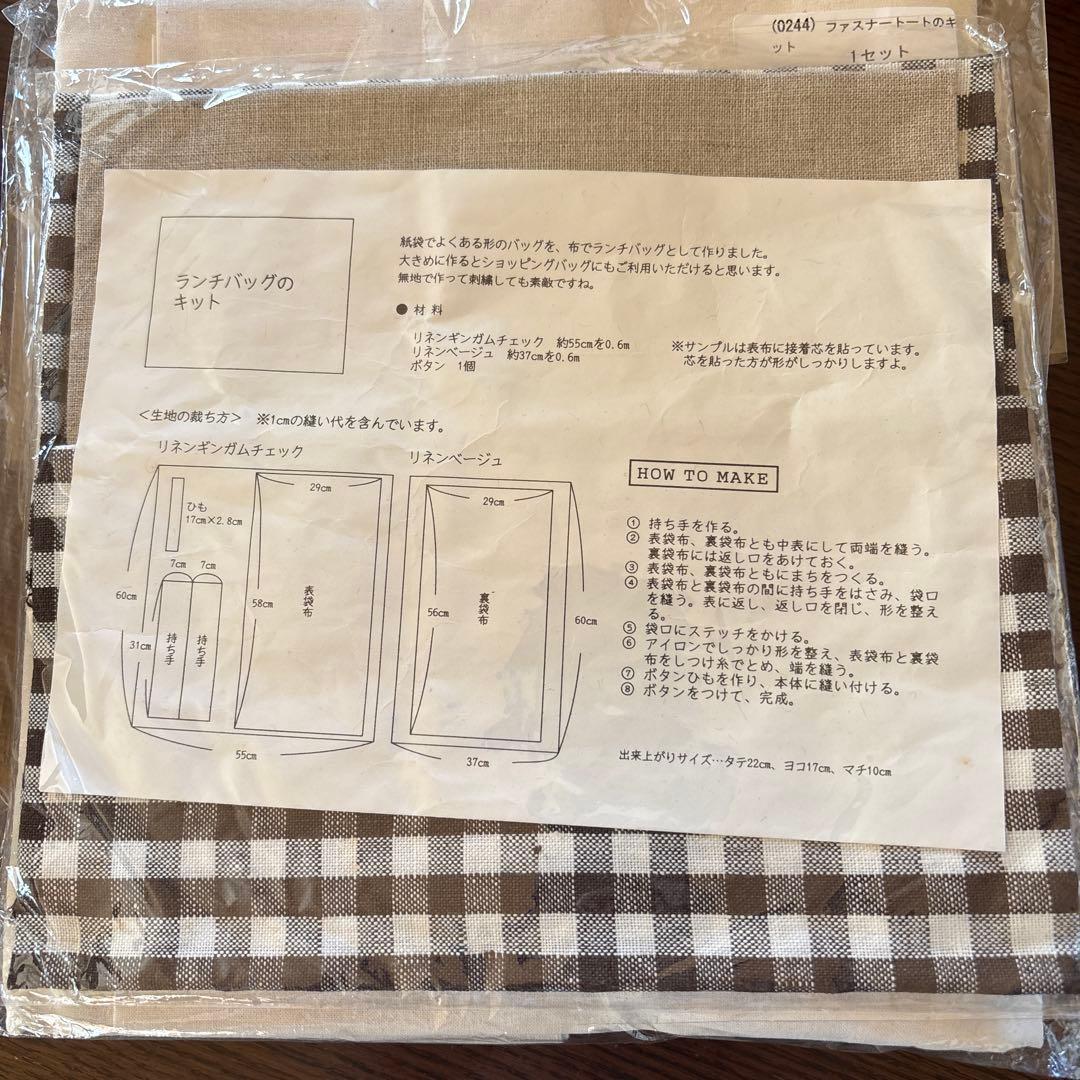 (0244) ファスナートートのキ
ット
1セット
ランチバッグの
キット
紙袋でよくある形のバッグを、布でランチバッグとして作りました。
大きめに作るとショッピングバッグにもご利用いただけると思います。
無地で作って刺繍しても素敵ですね。
● 材 料
リネンギンガムチェック 約55cmを0.6m
リネンベージュ 約37cmを0.6m
ボタン 1個
※サンプルは表布に接着芯を貼っています。
芯を貼った方が形がしっかりしますよ。
<生地の裁ち方> ※1cmの縫い代を含んでいます。
リネンギンガムチェック
ひも
17cm×2.8cm
7cm 7cm
60cm
31cm
持ち手
持ち手
29cm
58cm
表袋布
55cm
リネンベージュ
29cm
56cm
裏袋布
60cm
37cm
HOW TO MAKE
① 持ち手を作る。
② 表袋布、裏袋布とも中表にして両端を縫う。
裏袋布には返し口をあけておく。
③ 表袋布、裏袋布ともにまちをつくる。
④ 表袋布と裏袋布の間に持ち手をはさみ、袋口
を縫う。表に返し、返し口を閉じ、形を整え
る。
⑤ 袋口にステッチをかける。
⑥ アイロンでしっかり形を整え、表袋布と裏袋
布をしつけ糸でとめ、端を縫う。
⑦ ボタンひもを作り、本体に縫い付ける。
⑧ ボタンをつけて、完成。
出来上がりサイズ…タテ22cm、ヨコ17cm、マチ10cm